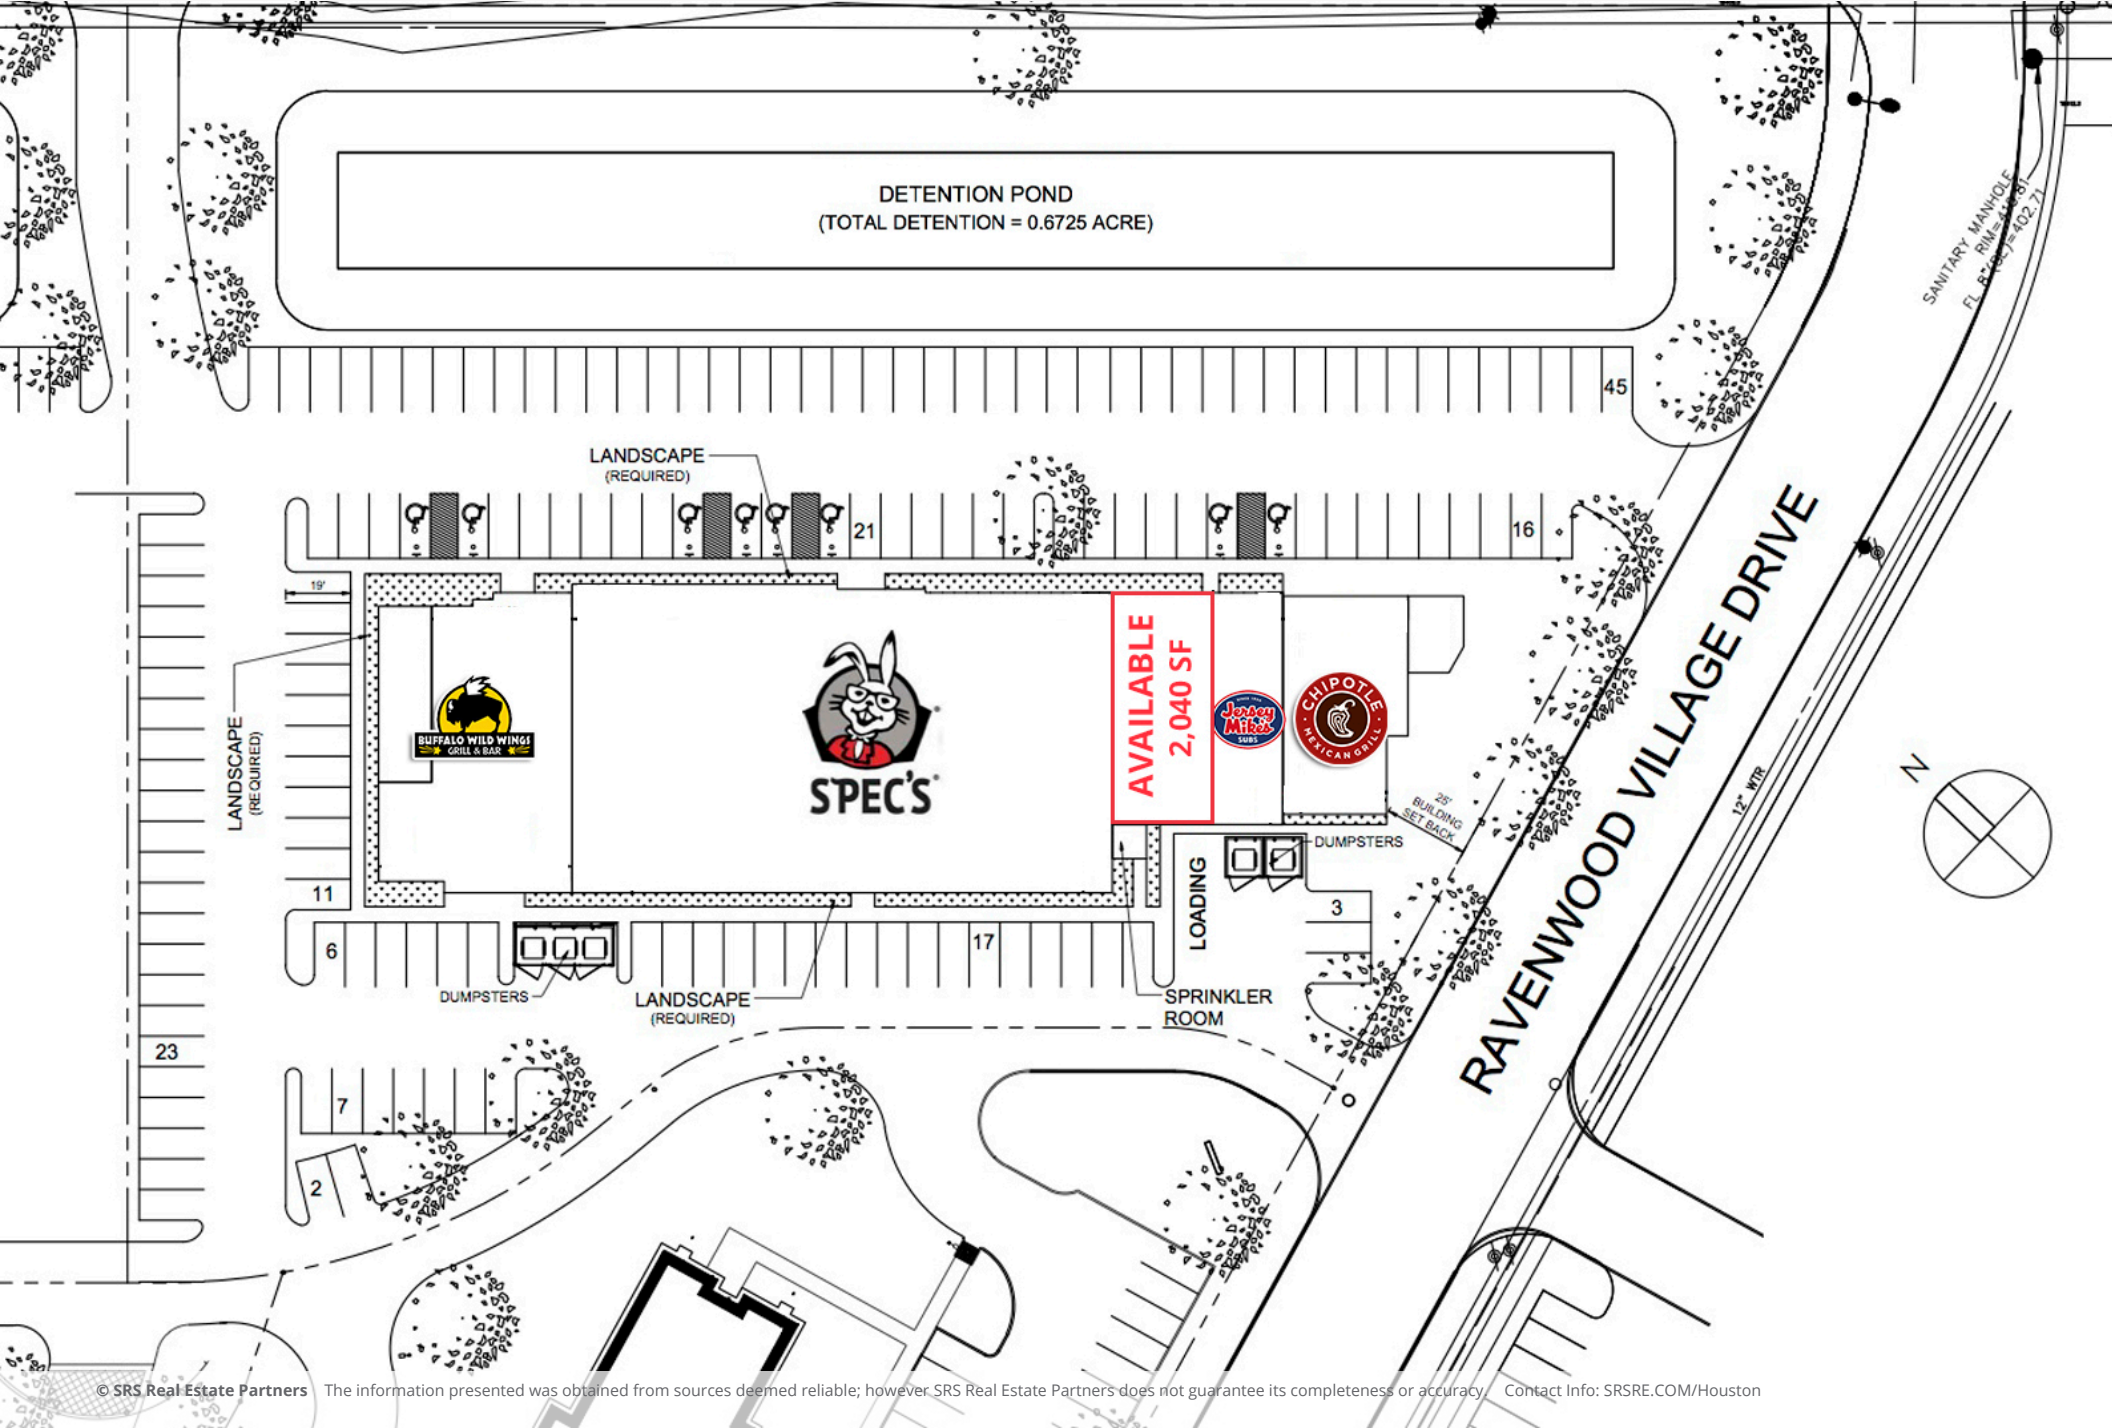 DETENTION POND
(TOTAL DETENTION = 0.6725 ACRE)
SANITARY MANHOLE
45
LANDSCAPE
(REQUIRED)
21
16
19'
LANDSCAPE
(REQUIRED)
BUFFALO WILD WINGS
GRILL & BAR
SPEC'S
AVAILABLE
2,040 SF
Jersey
Mike's
SUBS
CHIPOTLE
MEXICAN GRILL
RAVENWOOD VILLAGE DRIVE
12" WTR
N
25'
BUILDING
SET BACK
DUMPSTERS
LOADING
11
3
6
17
DUMPSTERS
LANDSCAPE
(REQUIRED)
SPRINKLER
ROOM
23
7
2
© SRS Real Estate Partners The information presented was obtained from sources deemed reliable; however SRS Real Estate Partners does not guarantee its completeness or accuracy. Contact Info: SRSRE.COM/Houston